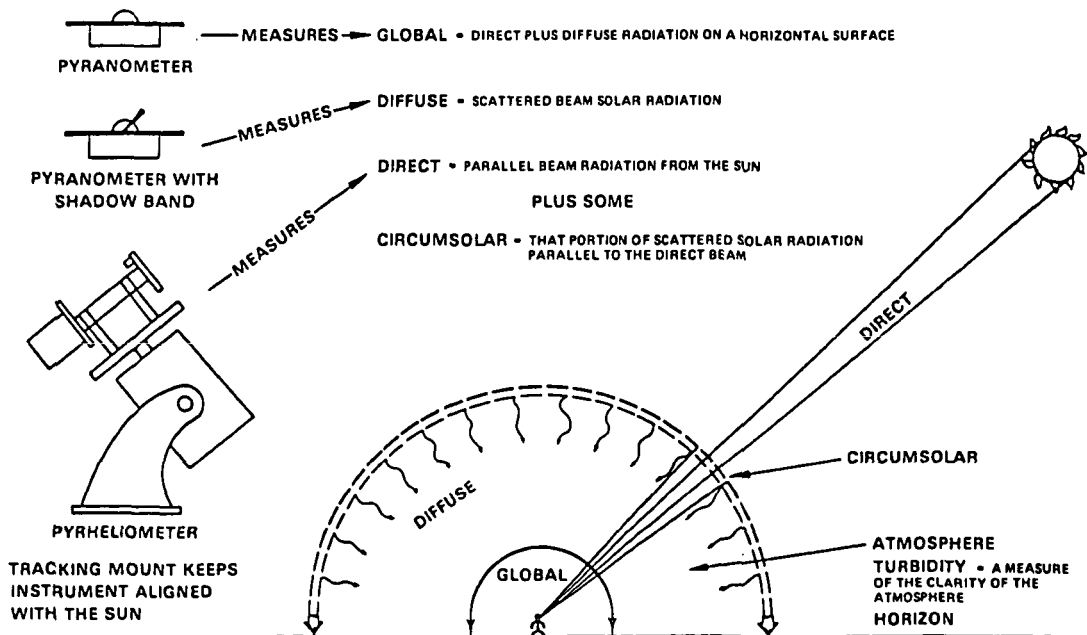 MEASURES GLOBAL = DIRECT PLUS DIFFUSE RADIATION ON A HORIZONTAL SURFACE
PYRANOMETER
MEASURES DIFFUSE = SCATTERED BEAM SOLAR RADIATION
PYRANOMETER WITH
SHADOW BAND
MEASURES DIRECT = PARALLEL BEAM RADIATION FROM THE SUN
PLUS SOME
CIRCUMSOLAR = THAT PORTION OF SCATTERED SOLAR RADIATION
PARALLEL TO THE DIRECT BEAM
DIRECT
CIRCUMSOLAR
DIFFUSE
PYRHELIOMETER
TRACKING MOUNT KEEPS
INSTRUMENT ALIGNED
WITH THE SUN
GLOBAL
ATMOSPHERE
TURBIDITY = A MEASURE
OF THE CLARITY OF THE
ATMOSPHERE
HORIZON